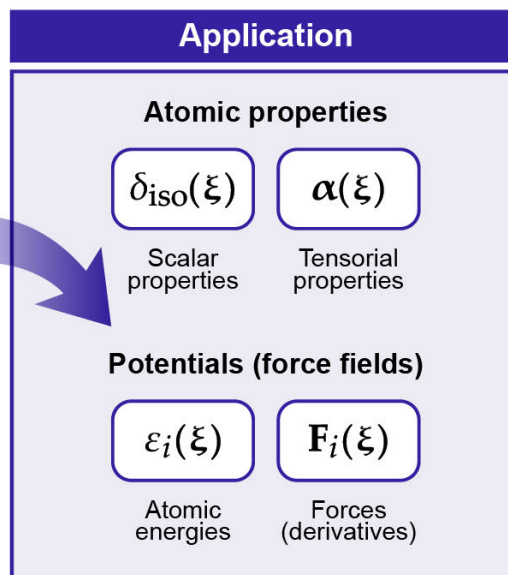 Application
Atomic properties
δiso(ξ) α(ξ)
Scalar properties
Tensorial properties
Potentials (force fields)
εi(ξ) Fi(ξ)
Atomic energies
Forces (derivatives)